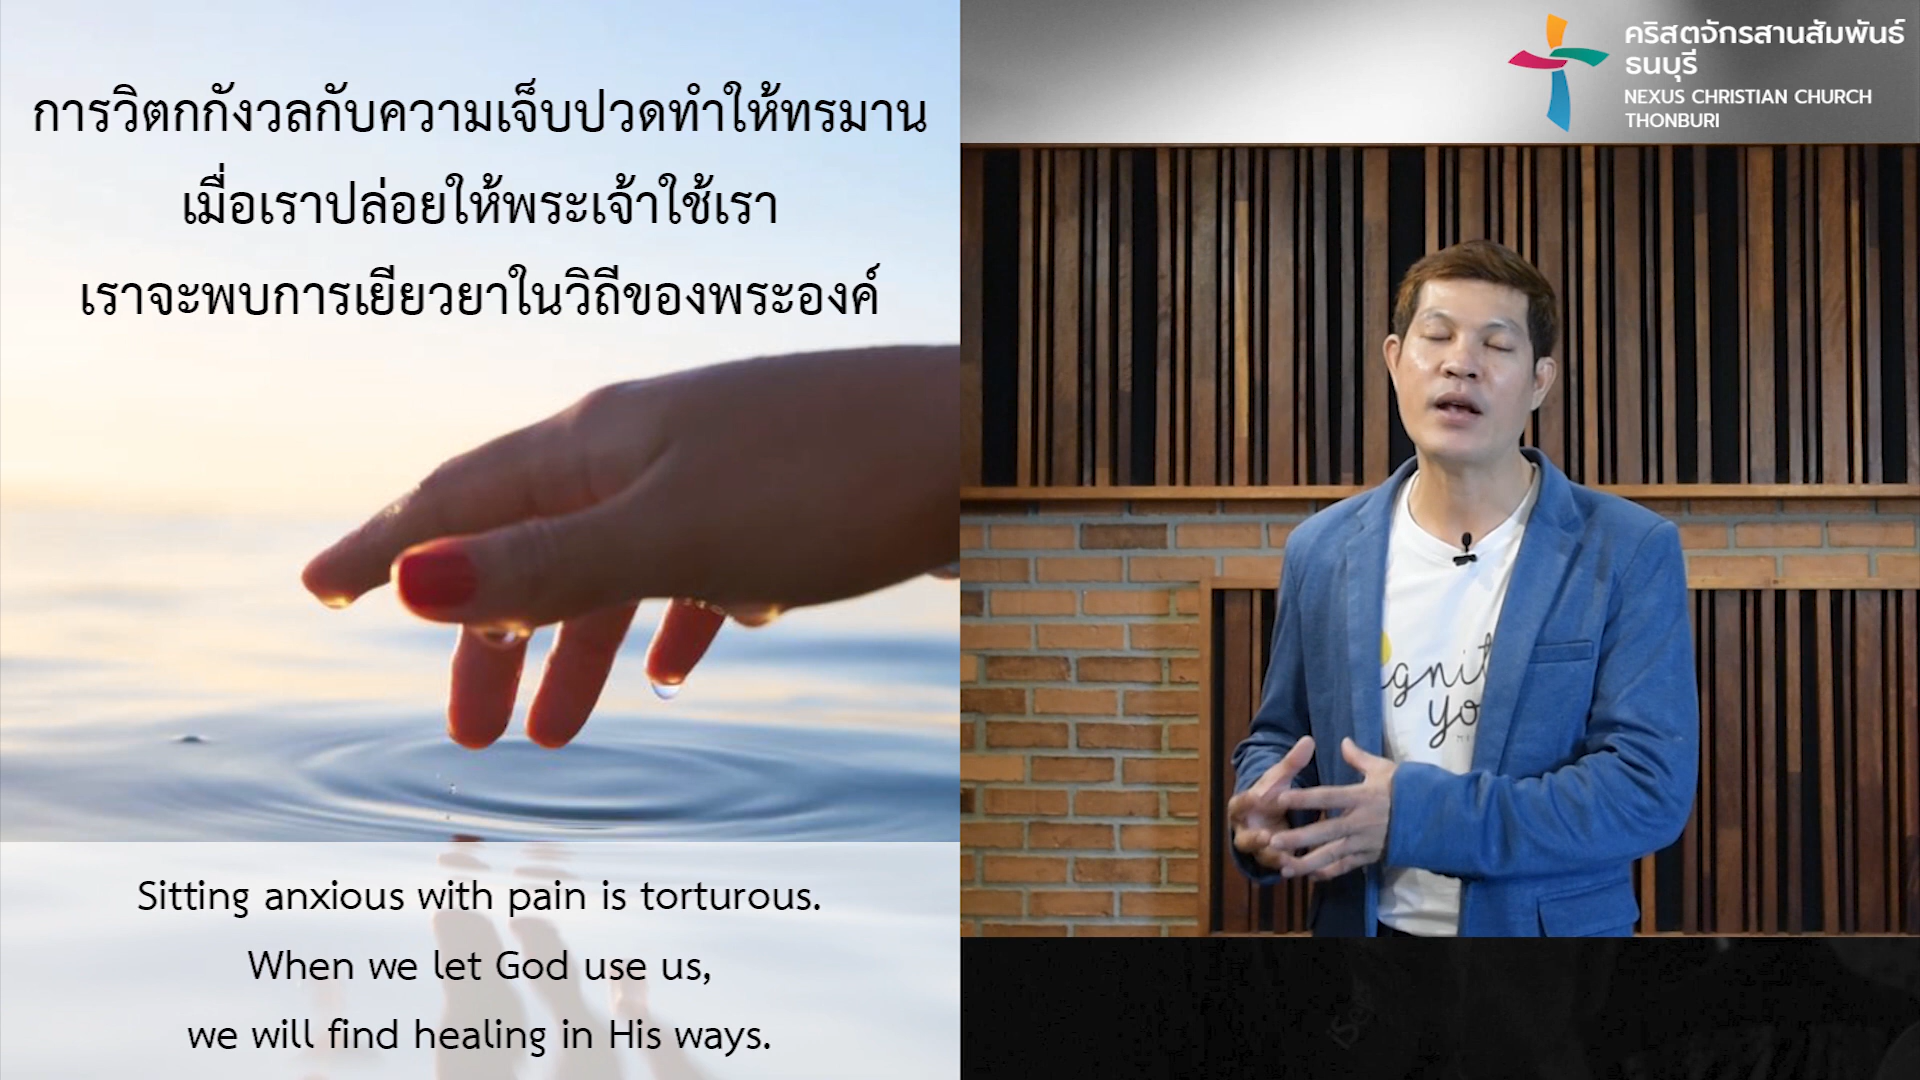 การวิตกกังวลกับความเจ็บปวดทำให้ทรมาน
เมื่อเราปล่อยให้พระเจ้าใช้เรา
เราจะพบการเยียวยาในวิถีของพระองค์
Sitting anxious with pain is torturous.
When we let God use us,
we will find healing in His ways.
คริสตจักรสานสัมพันธ์
ธนบุรี
NEXUS CHRISTIAN CHURCH
THONBURI